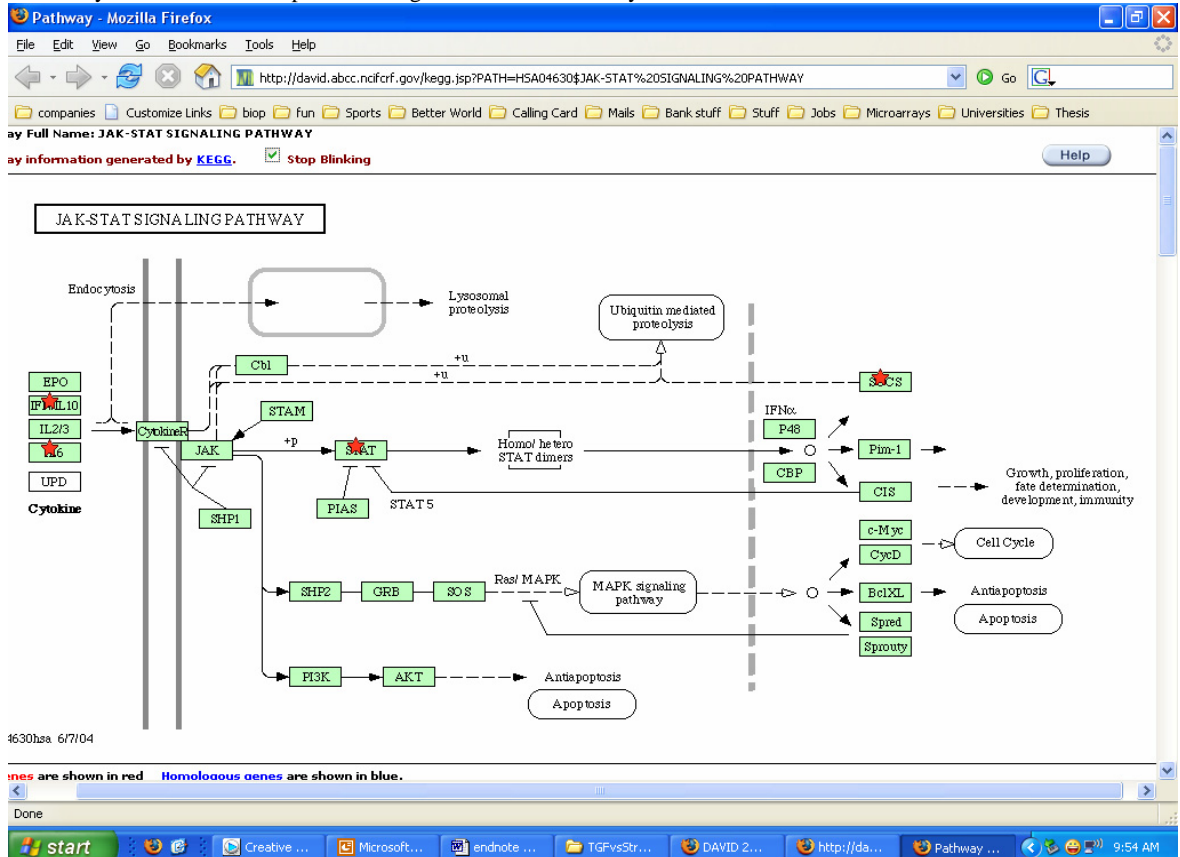 Pathway - Mozilla Firefox
File Edit View Go Bookmarks Tools Help
http://david.abcc.ncifcrf.gov/kegg.jsp?PATH=HSA04630$JAK-STAT%20SIGNALING%20PATHWAY Go
companies Customize Links biop fun Sports Better World Calling Card Mails Bank stuff Stuff Jobs Microarrays Universities Thesis
ay Full Name: JAK-STAT SIGNALING PATHWAY
ay information generated by KEGG. Stop Blinking
Help
JAK-STAT SIGNALING PATHWAY
Endocytosis
Lysosomal
proteolysis
Ubiquitin mediated
proteolysis
Cbl
+u
+u
EPO
IL10
IL2/3
UPD
Cytokine
CytokineR
JAK
STAM
+p
STAT
Homo/ hetero
STAT dimers
IFNα
P48
CBP
SOCS
Pim-1
CIS
Growth, proliferation,
fate determination,
development, immunity
SHP1
PIAS
STAT5
c-Myc
CycD
Cell Cycle
SHP2
GRB
SOS
Ras/ MAPK
MAPK signaling
pathway
BclXL
Antiapoptosis
Spred
Apoptosis
Sprouty
PI3K
AKT
Antiapoptosis
Apoptosis
4630hsa 6/7/04
enes are shown in red Homologous genes are shown in blue.
Done
start Creative ... Microsoft... endnote ... TGFvsStr... DAVID 2... http://da... Pathway ... 9:54 AM